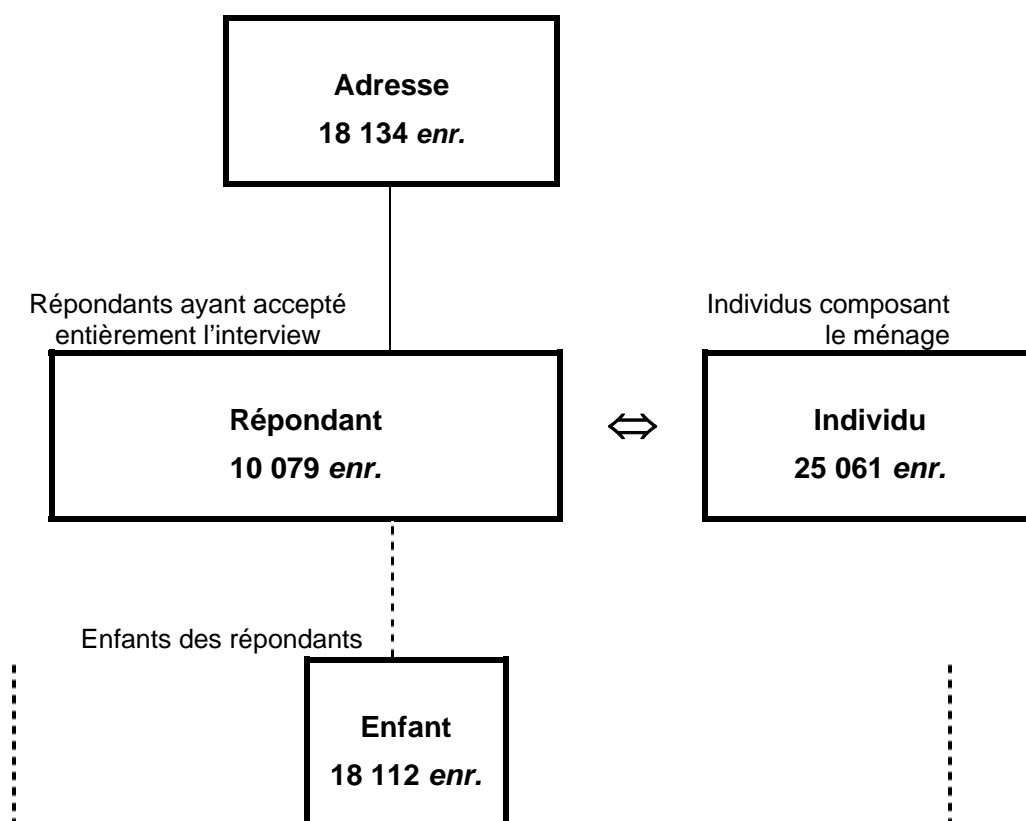 Adresse
18 134 enr.
Répondants ayant accepté
entièrement l'interview
Individus composant
le ménage
Répondant
10 079 enr.
⇔
Individu
25 061 enr.
Enfants des répondants
Enfant
18 112 enr.